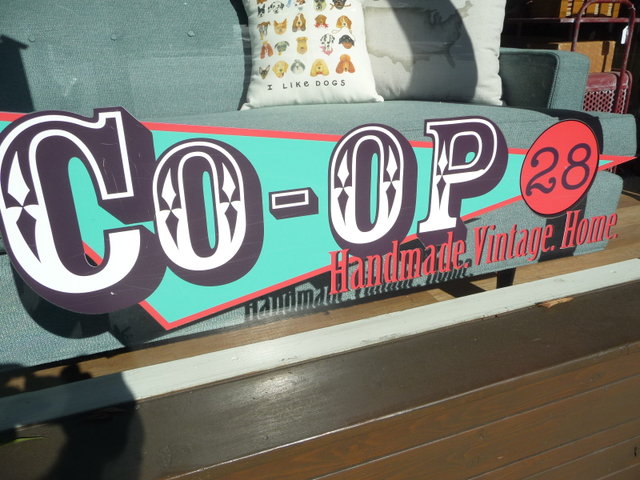 I LIKE DOGS
CO-OP
28
Handmade. Vintage. Home.